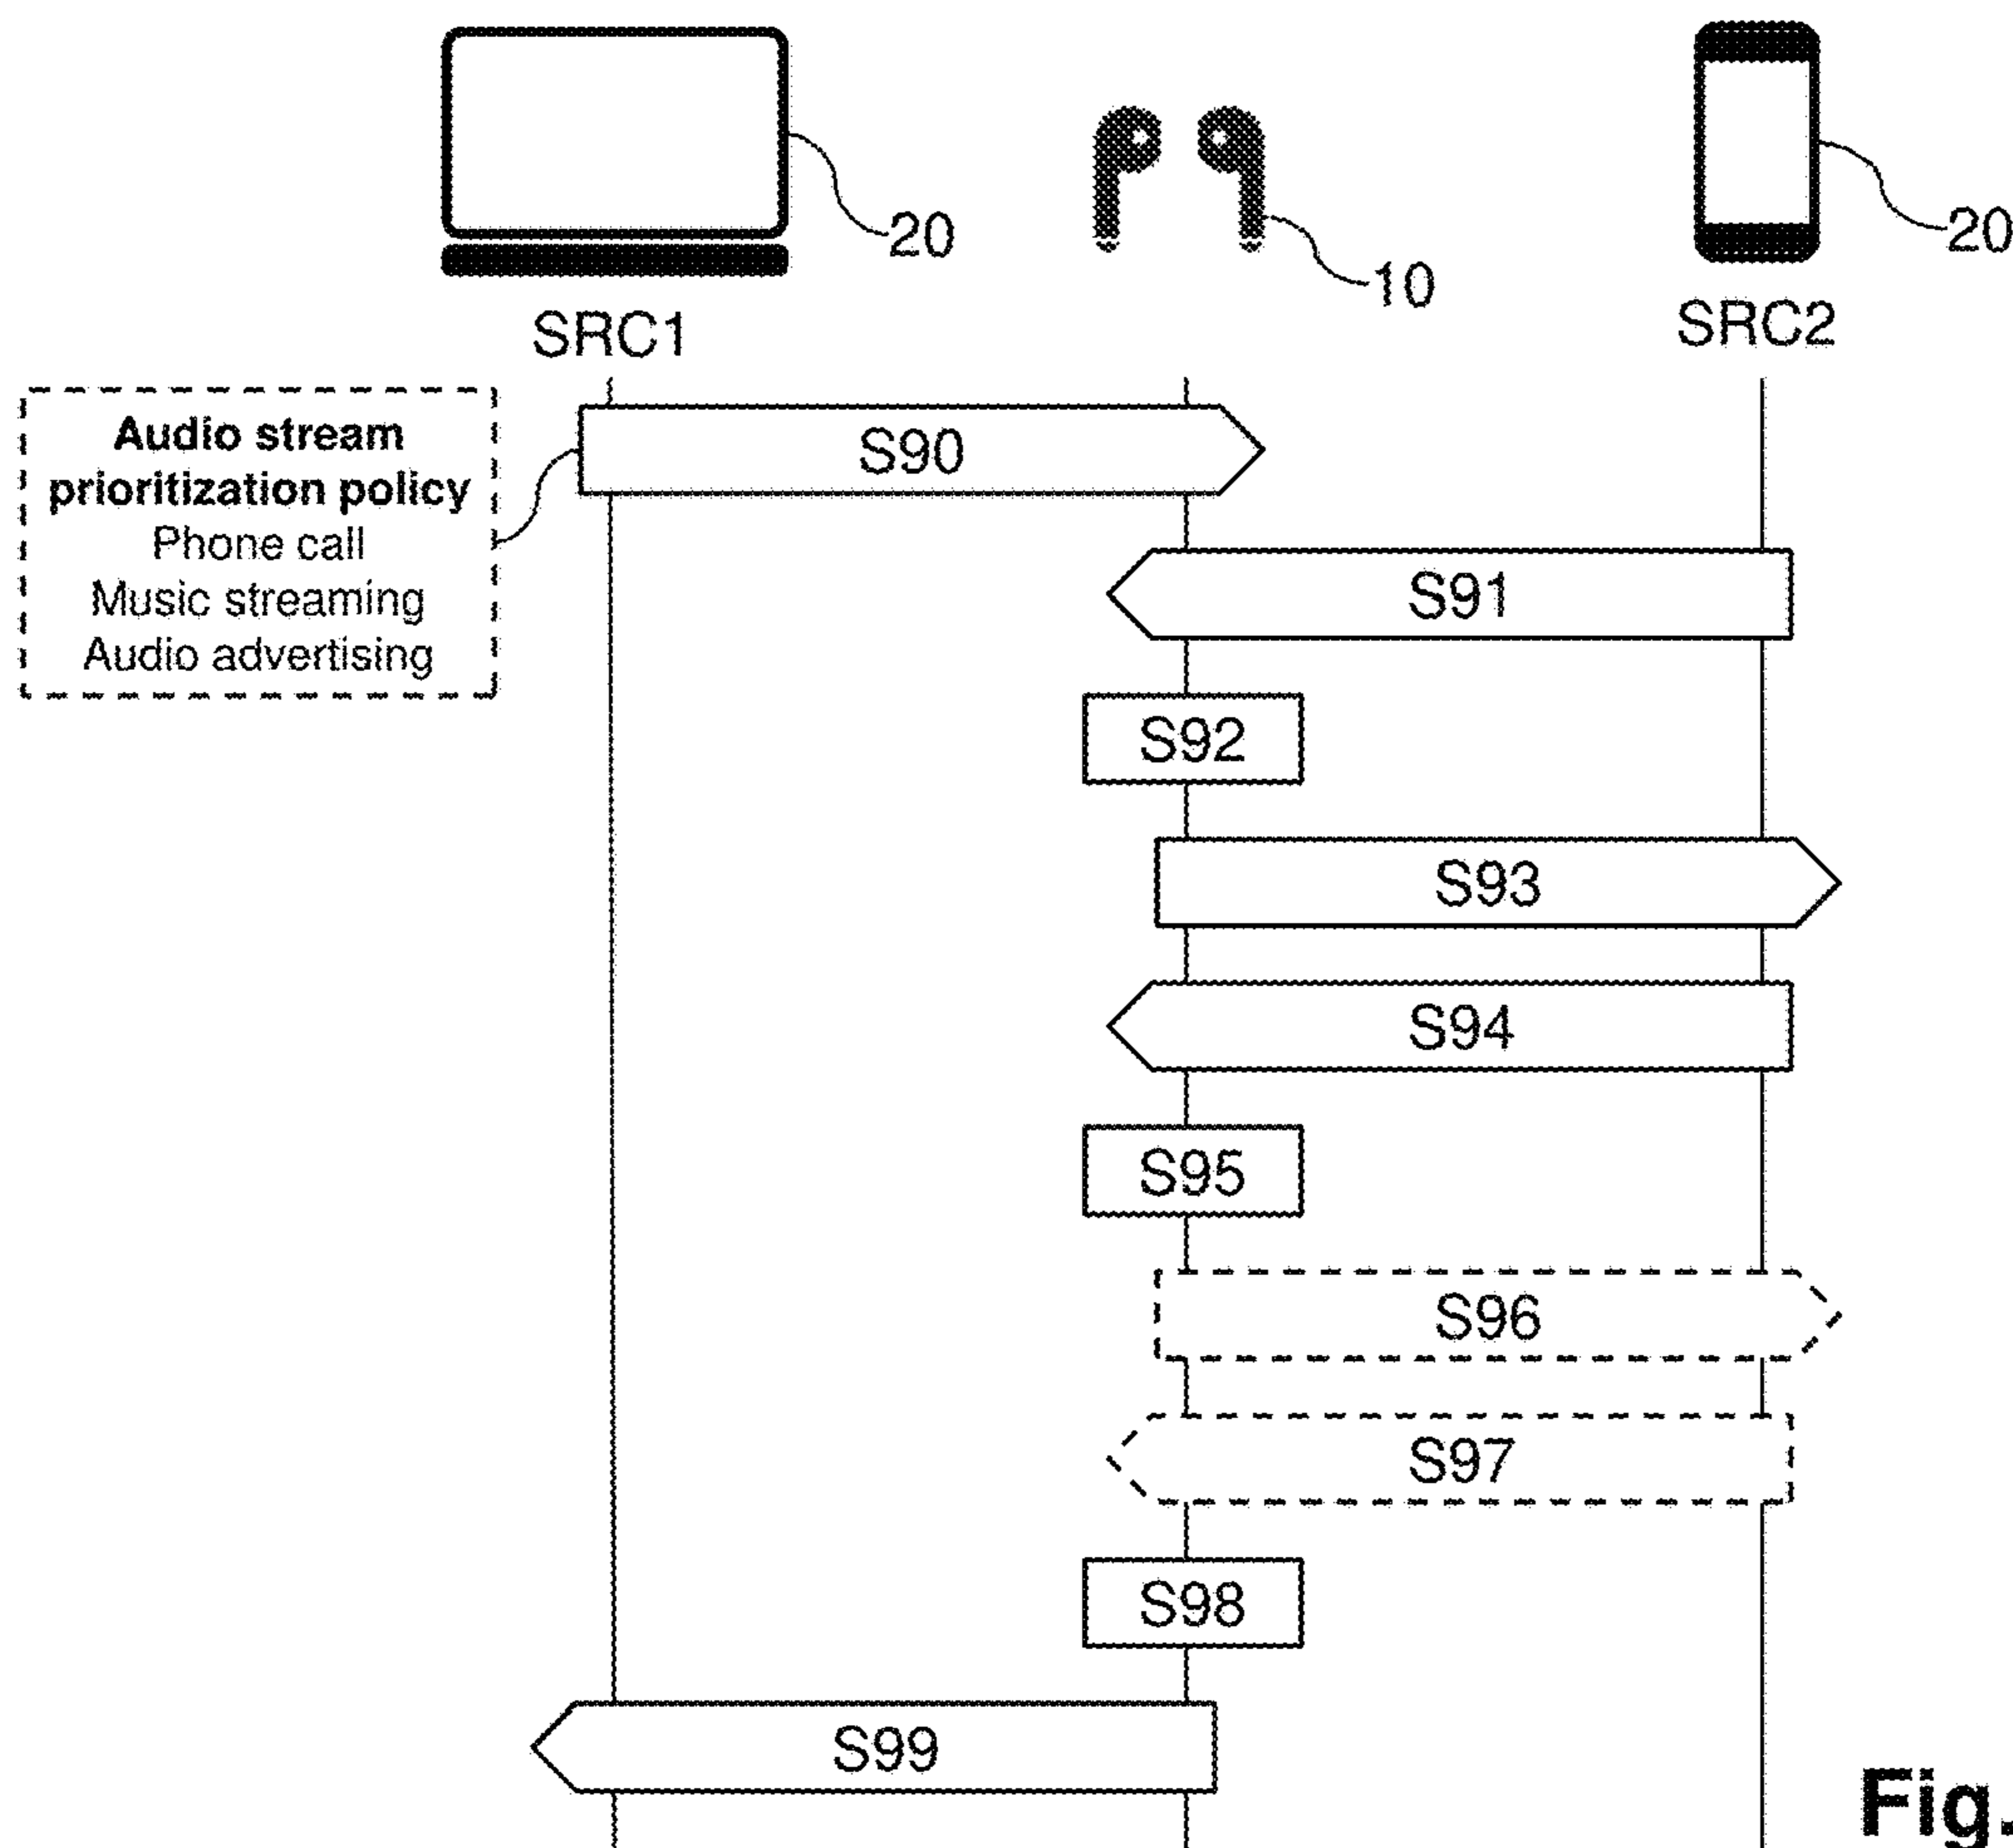 20
10
20
SRC1
SRC2
Audio stream
prioritization policy
Phone call
Music streaming
Audio advertising
S90
S91
S92
S93
S94
S95
S96
S97
S98
S99
Fig.